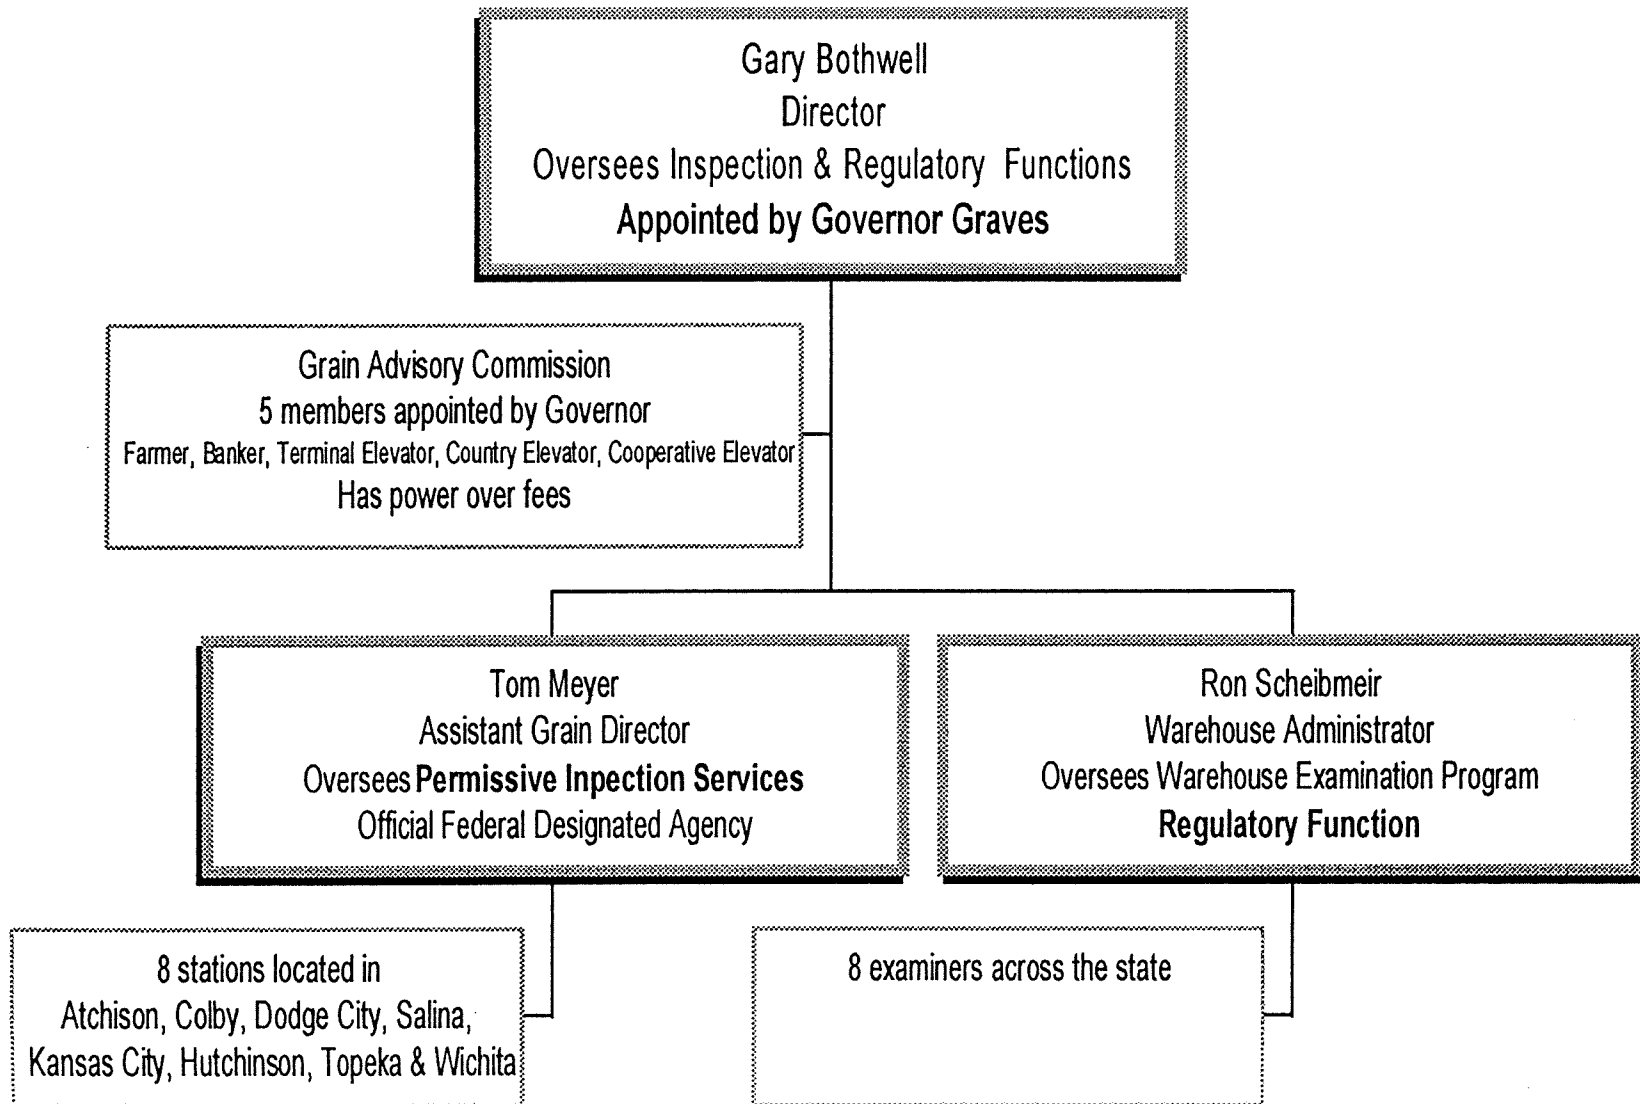 Gary Bothwell
Director
Oversees Inspection & Regulatory Functions
Appointed by Governor Graves
Grain Advisory Commission
5 members appointed by Governor
Farmer, Banker, Terminal Elevator, Country Elevator, Cooperative Elevator
Has power over fees
Tom Meyer
Assistant Grain Director
Oversees Permissive Inpection Services
Official Federal Designated Agency
Ron Scheibmeir
Warehouse Administrator
Oversees Warehouse Examination Program
Regulatory Function
8 stations located in
Atchison, Colby, Dodge City, Salina,
Kansas City, Hutchinson, Topeka & Wichita
8 examiners across the state